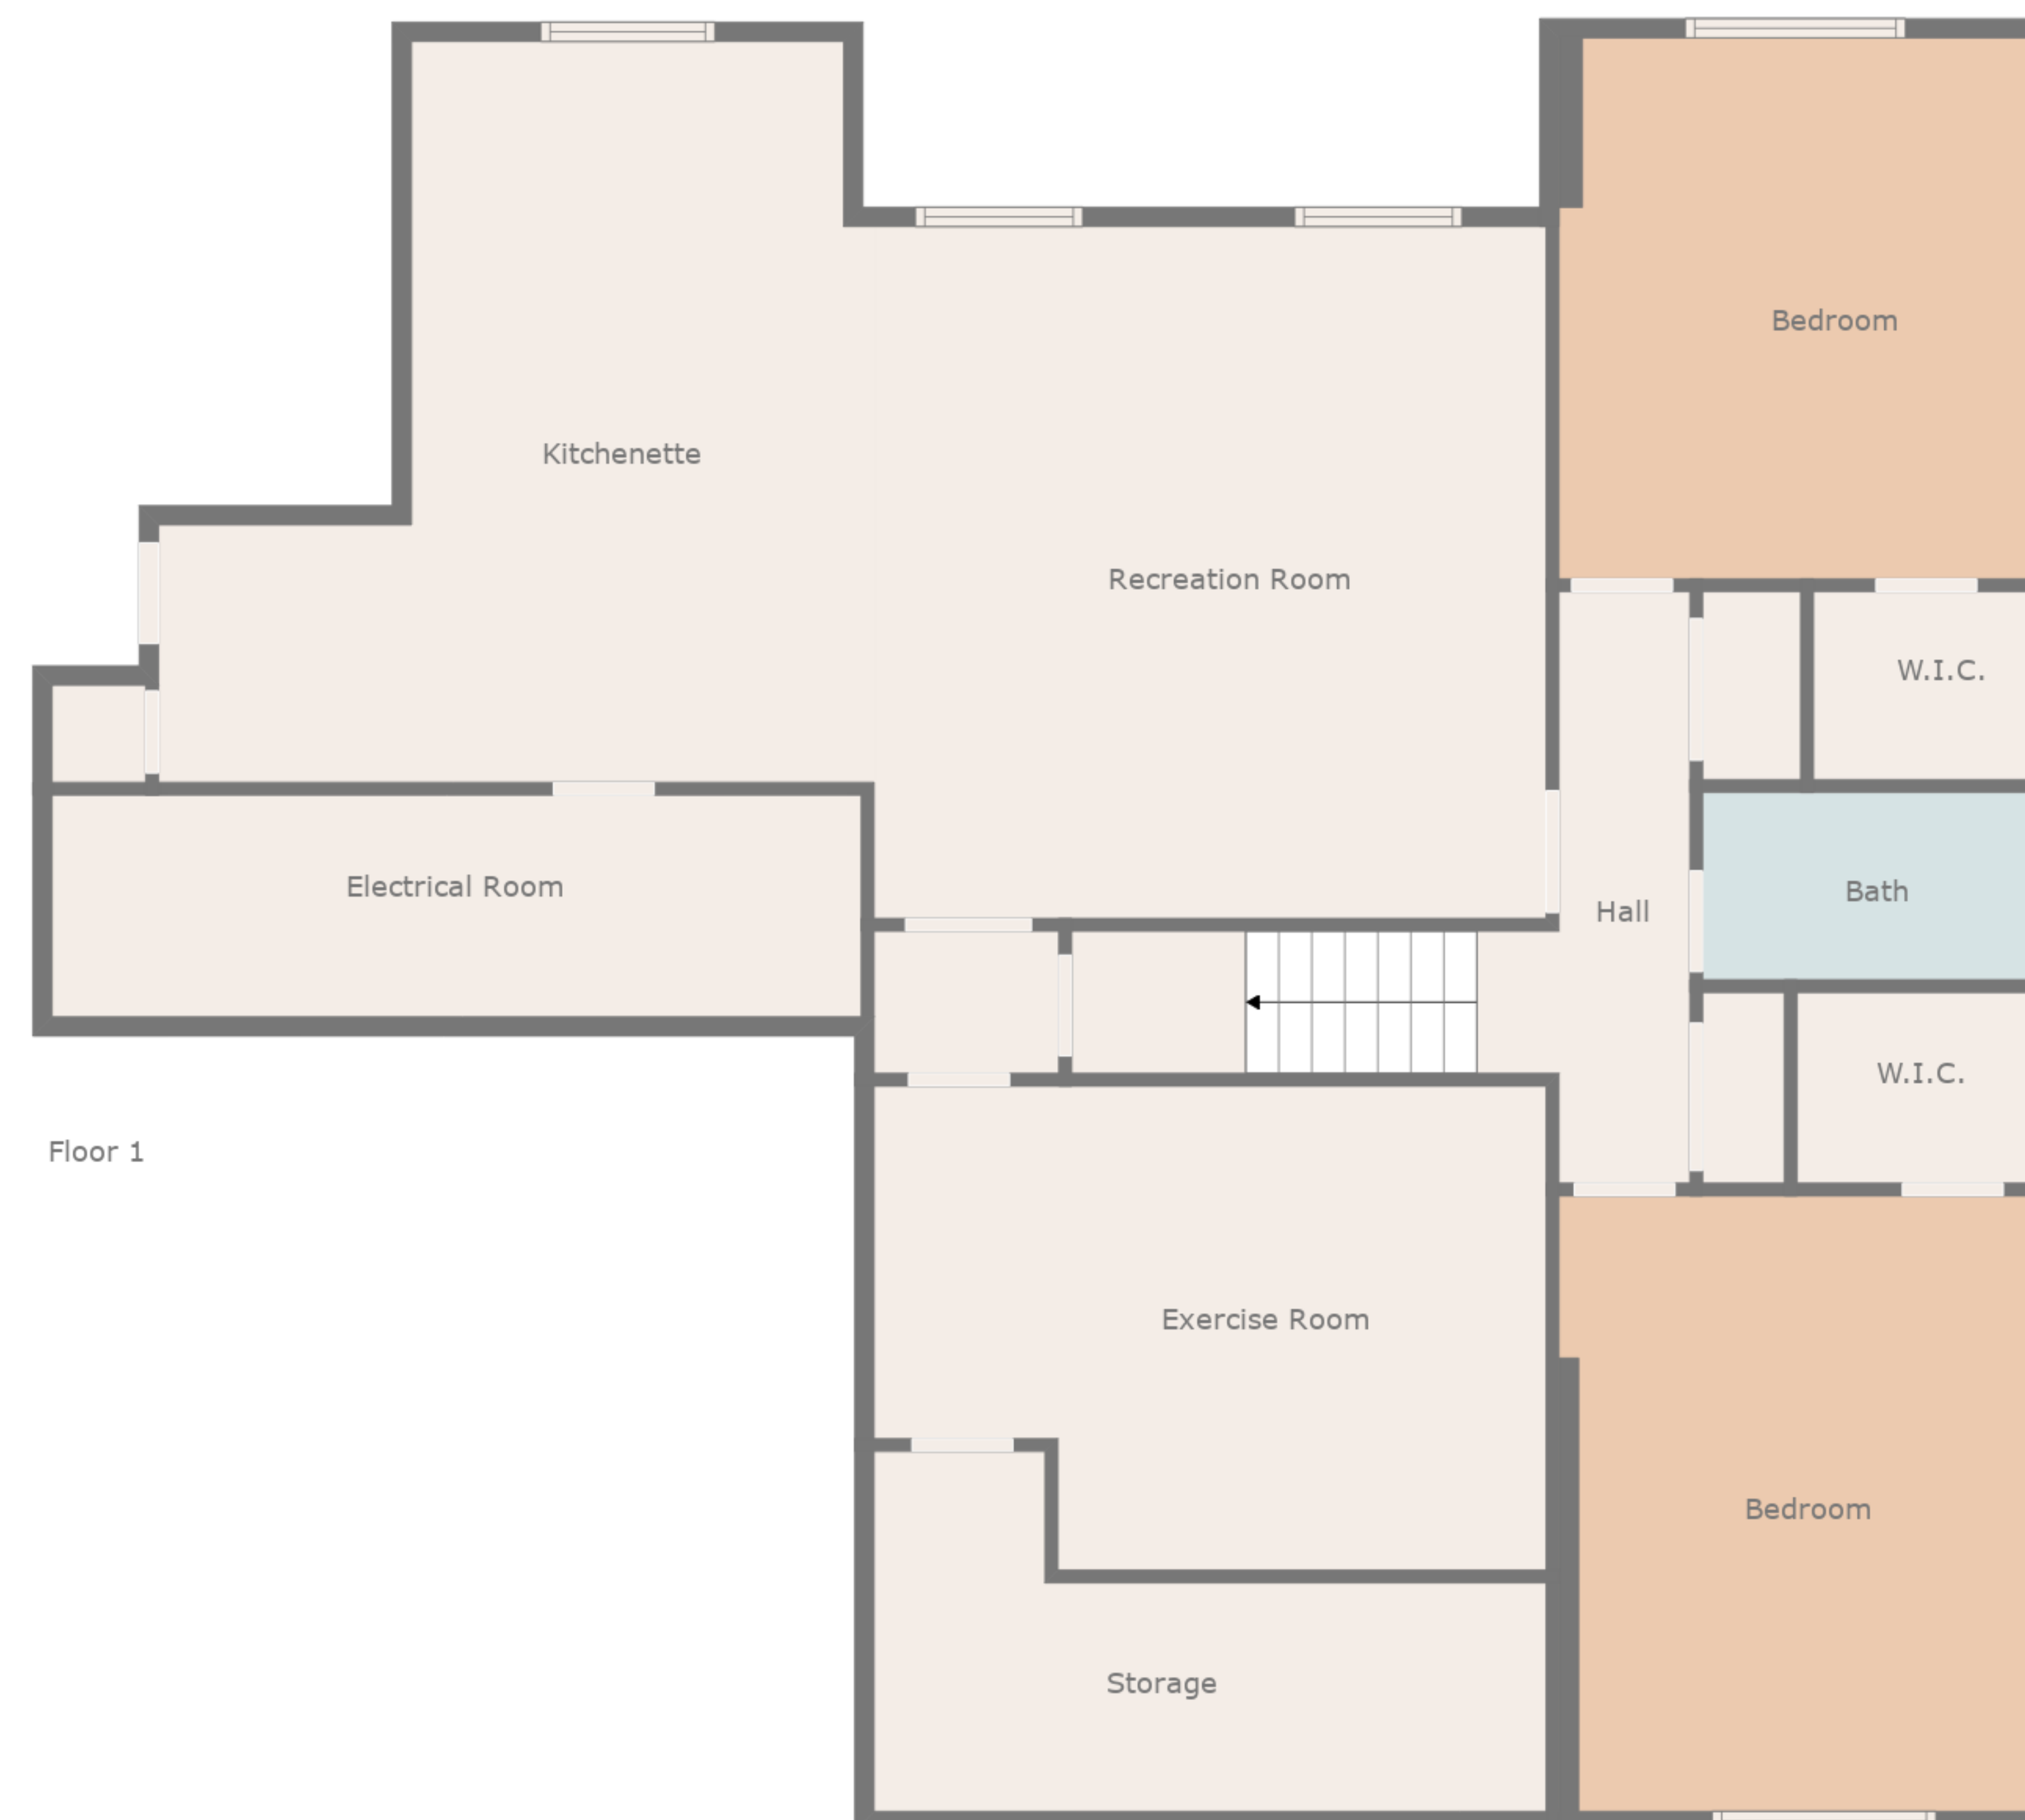 Bedroom
Kitchenette
Recreation Room
W.I.C.
Electrical Room
Bath
Hall
W.I.C.
Floor 1
Exercise Room
Bedroom
Storage